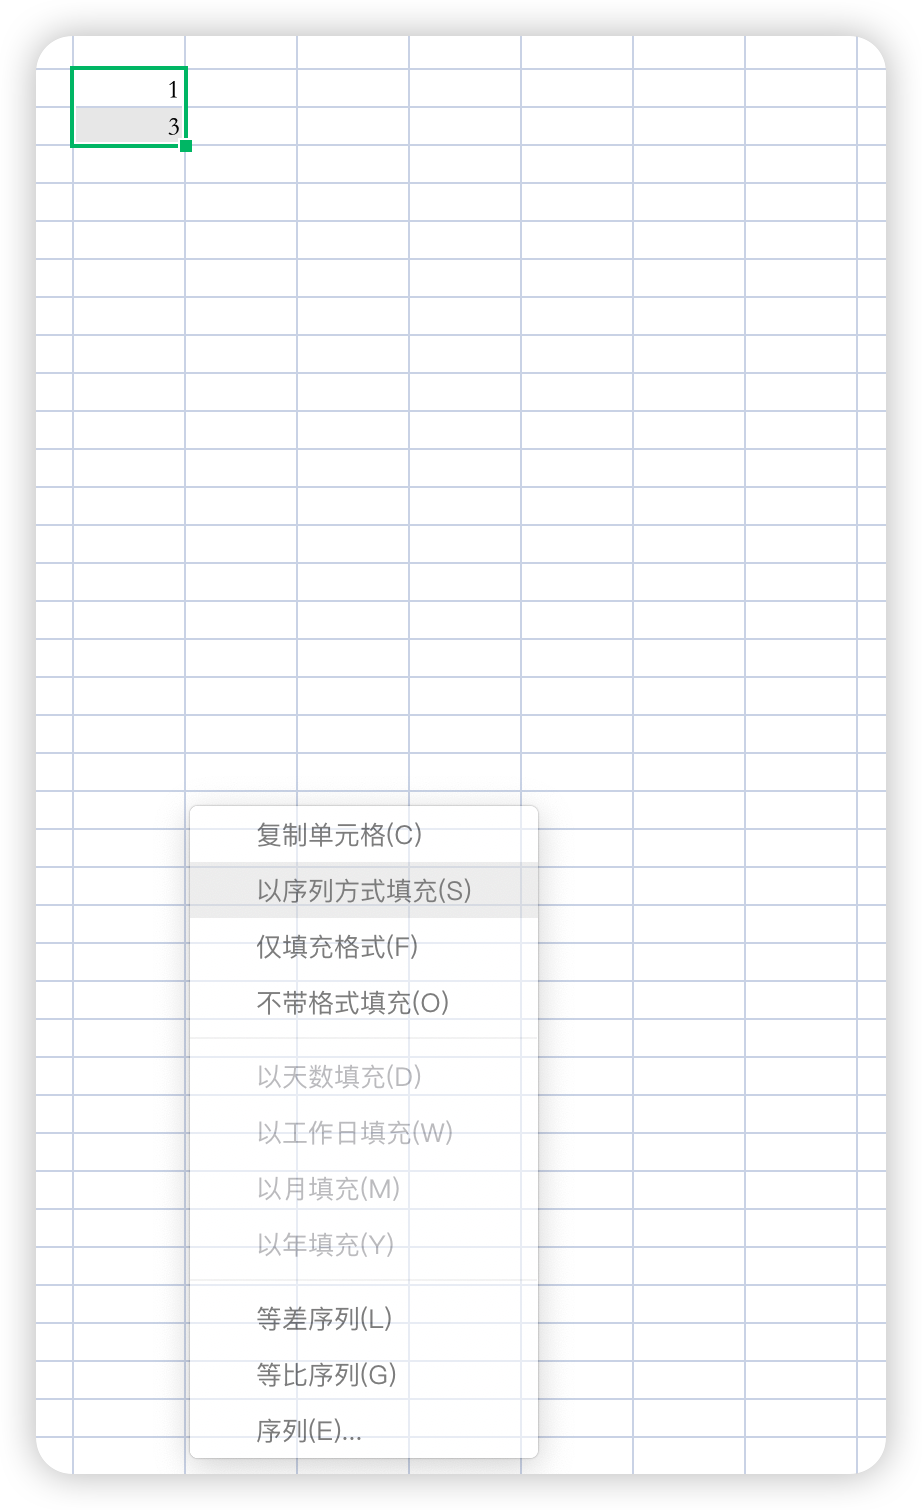 1
3
复制单元格(C)
以序列方式填充(S)
仅填充格式(F)
不带格式填充(O)
以天数填充(D)
以工作日填充(W)
以月填充(M)
以年填充(Y)
等差序列(L)
等比序列(G)
序列(E)...